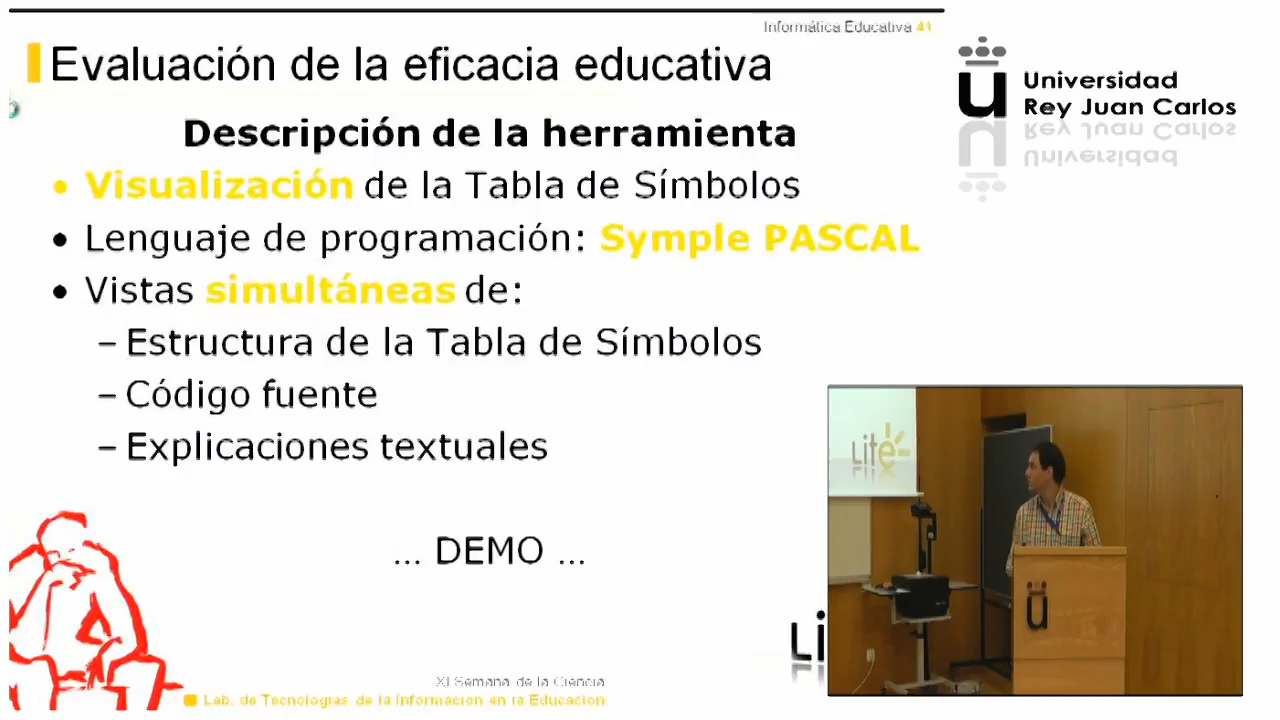 Informática Educativa 41
Evaluación de la eficacia educativa
Universidad
Rey Juan Carlos
Descripción de la herramienta
• Visualización de la Tabla de Símbolos
• Lenguaje de programación: Symple PASCAL
• Vistas simultáneas de:
– Estructura de la Tabla de Símbolos
– Código fuente
– Explicaciones textuales
... DEMO ...
Lite
U
Li
XI Semana de la Ciencia
Lab. de Tecnologías de la Información en la Educación